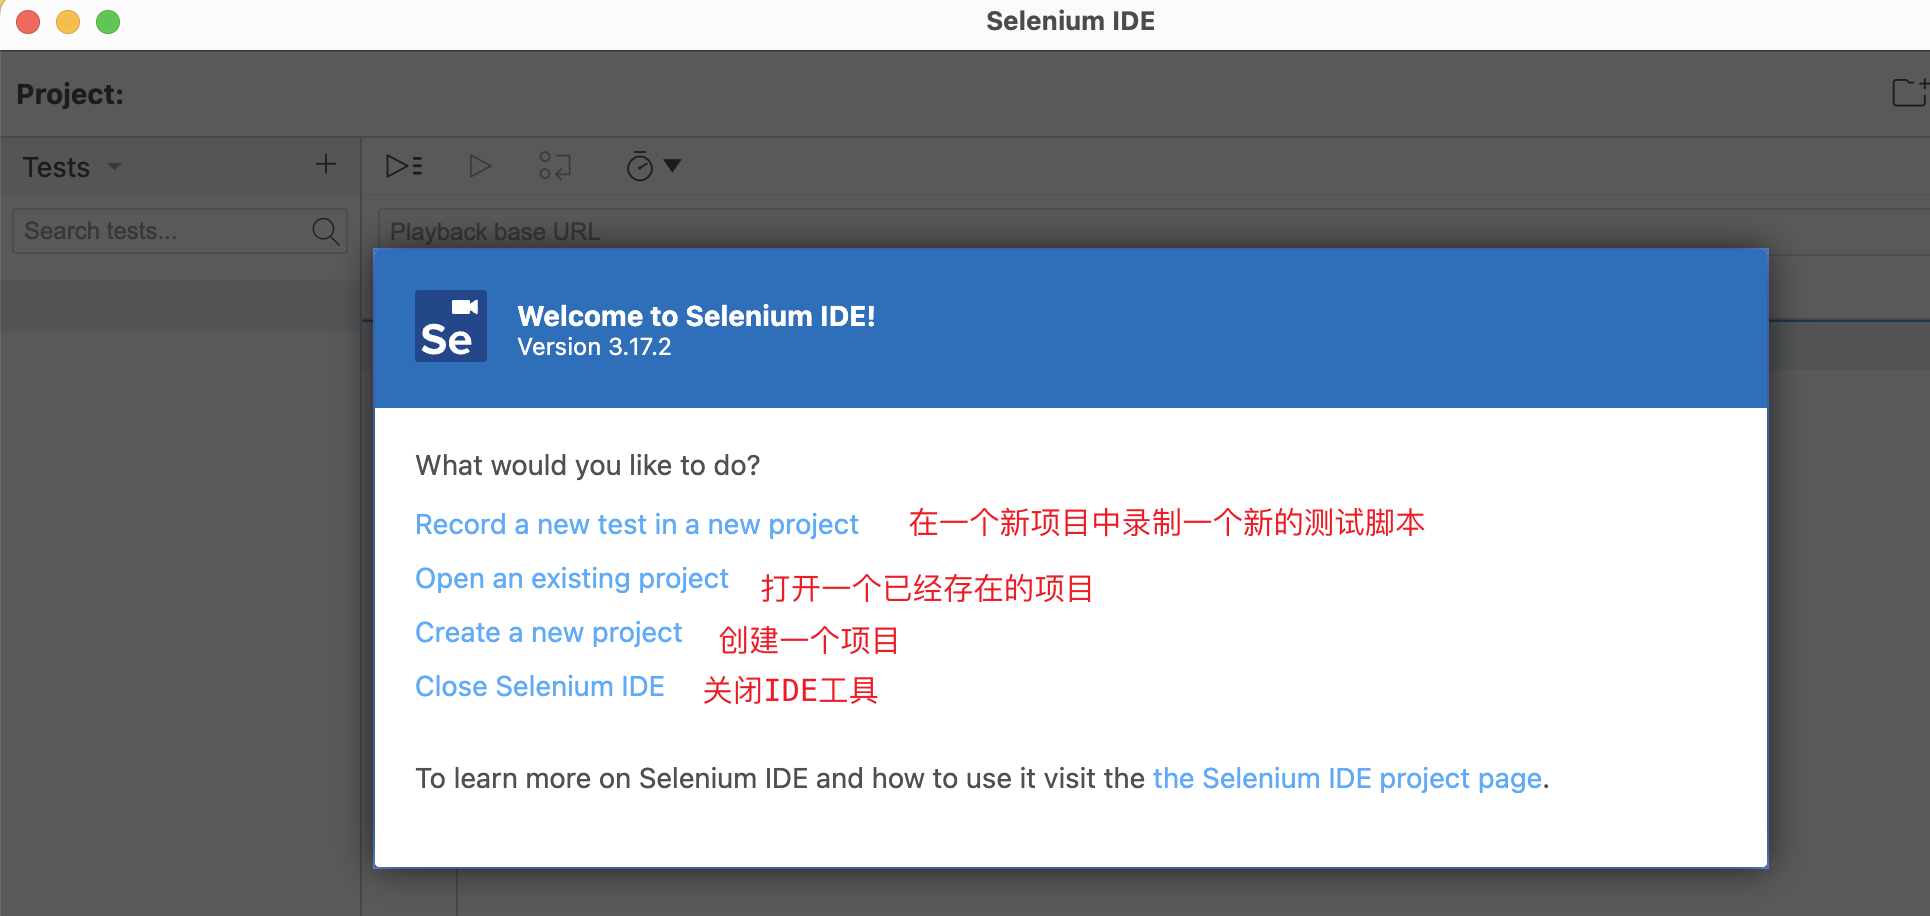 Selenium IDE
Project:
Tests
Search tests...
Playback base URL
Se
Welcome to Selenium IDE!
Version 3.17.2
What would you like to do?
Record a new test in a new project 在一个新项目中录制一个新的测试脚本
Open an existing project 打开一个已经存在的项目
Create a new project 创建一个项目
Close Selenium IDE 关闭IDE工具
To learn more on Selenium IDE and how to use it visit the the Selenium IDE project page.